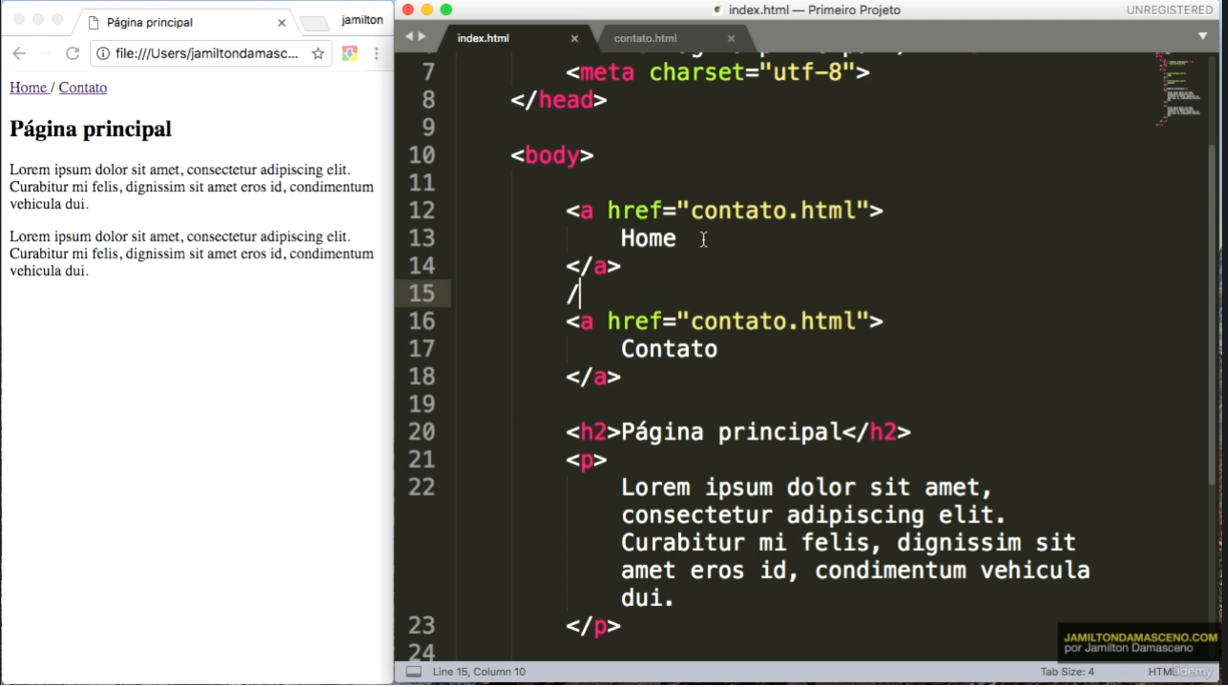 Página principal
jamilton
file:///Users/jamiltondamasc...
Home / Contato
Página principal
Lorem ipsum dolor sit amet, consectetur adipiscing elit.
Curabitur mi felis, dignissim sit amet eros id, condimentum
vehicula dui.
Lorem ipsum dolor sit amet, consectetur adipiscing elit.
Curabitur mi felis, dignissim sit amet eros id, condimentum
vehicula dui.
index.html — Primeiro Projeto
UNREGISTERED
index.html
contato.html
7 <meta charset="utf-8">
8 </head>
9
10 <body>
11
12 <a href="contato.html">
13 Home
14 </a>
15 /
16 <a href="contato.html">
17 Contato
18 </a>
19
20 <h2>Página principal</h2>
21 <p>
22 Lorem ipsum dolor sit amet,
consectetur adipiscing elit.
Curabitur mi felis, dignissim sit
amet eros id, condimentum vehicula
dui.
23 </p>
24
JAMILTONDAMASCENO.COM
por Jamilton Damasceno
Line 15, Column 10
Tab Size: 4
HTML
Udemy